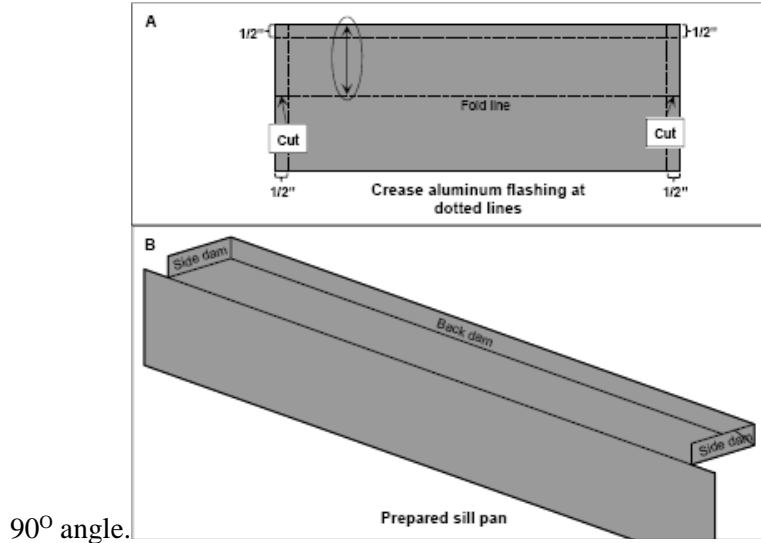 A
1/2"
1/2"
Fold line
Cut
Cut
1/2"
Crease aluminum flashing at
dotted lines
1/2"
B
Side dam
Back dam
Side dam
Prepared sill pan
90° angle.